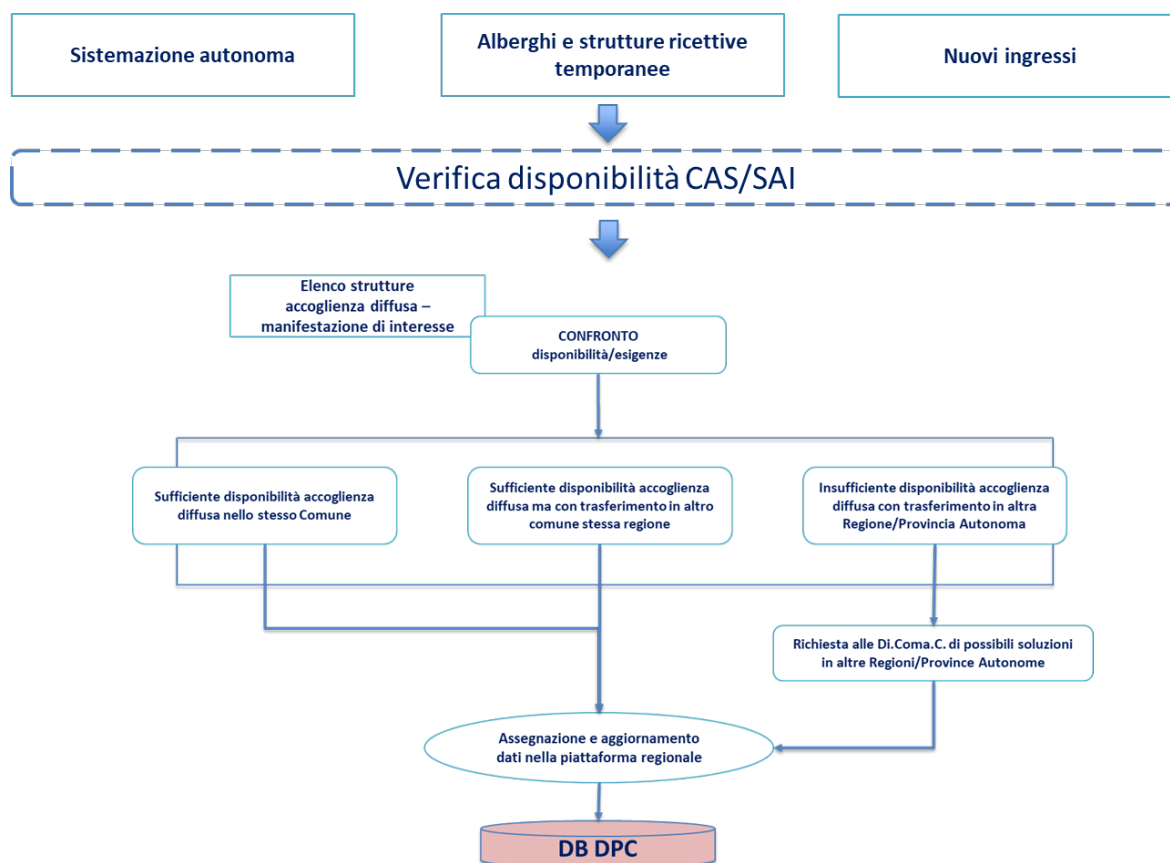 Sistemazione autonoma
Alberghi e strutture ricettive
temporanee
Nuovi ingressi
Verifica disponibilità CAS/SAI
Elenco strutture
accoglienza diffusa –
manifestazione di interesse
CONFRONTO
disponibilità/esigenze
Sufficiente disponibilità accoglienza
diffusa nello stesso Comune
Sufficiente disponibilità accoglienza
diffusa ma con trasferimento in altro
comune stessa regione
Insufficiente disponibilità accoglienza
diffusa con trasferimento in altra
Regione/Provincia Autonoma
Richiesta alle Di.Coma.C. di possibili soluzioni
in altre Regioni/Province Autonome
Assegnazione e aggiornamento
dati nella piattaforma regionale
DB DPC